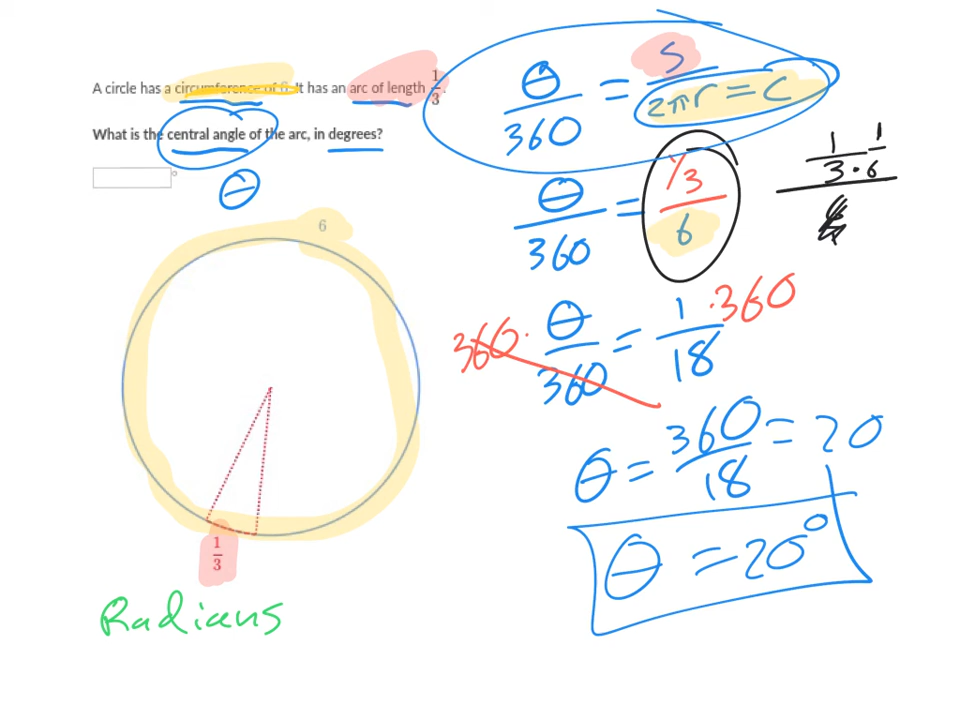 A circle has a circumference of 6. It has an arc of length 1/3.
What is the central angle of the arc, in degrees?
°
θ
6
1/3
Radians
θ/360 = s/2πr = C
θ/360 = 1/3/6
1/3 · 1/6
360 · θ/360 = 1/18 · 360
θ = 360/18 = 20
θ = 20°